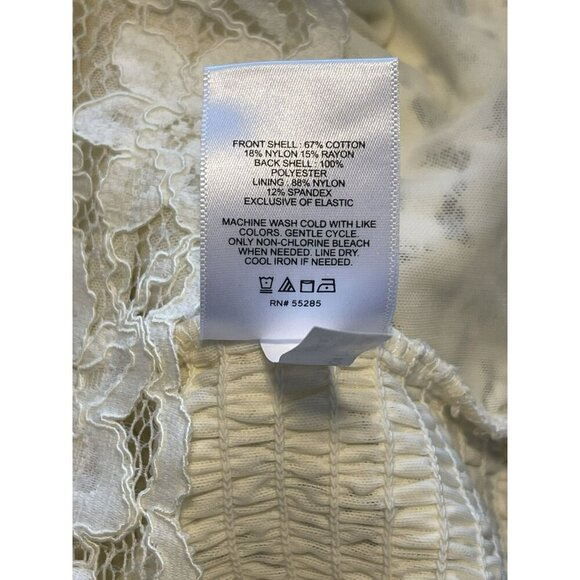 FRONT SHELL : 67% COTTON
18% NYLON 15% RAYON
BACK SHELL : 100%
POLYESTER
LINING : 88% NYLON
12% SPANDEX
EXCLUSIVE OF ELASTIC
MACHINE WASH COLD WITH LIKE
COLORS. GENTLE CYCLE.
ONLY NON-CHLORINE BLEACH
WHEN NEEDED. LINE DRY.
COOL IRON IF NEEDED.
RN# 55285